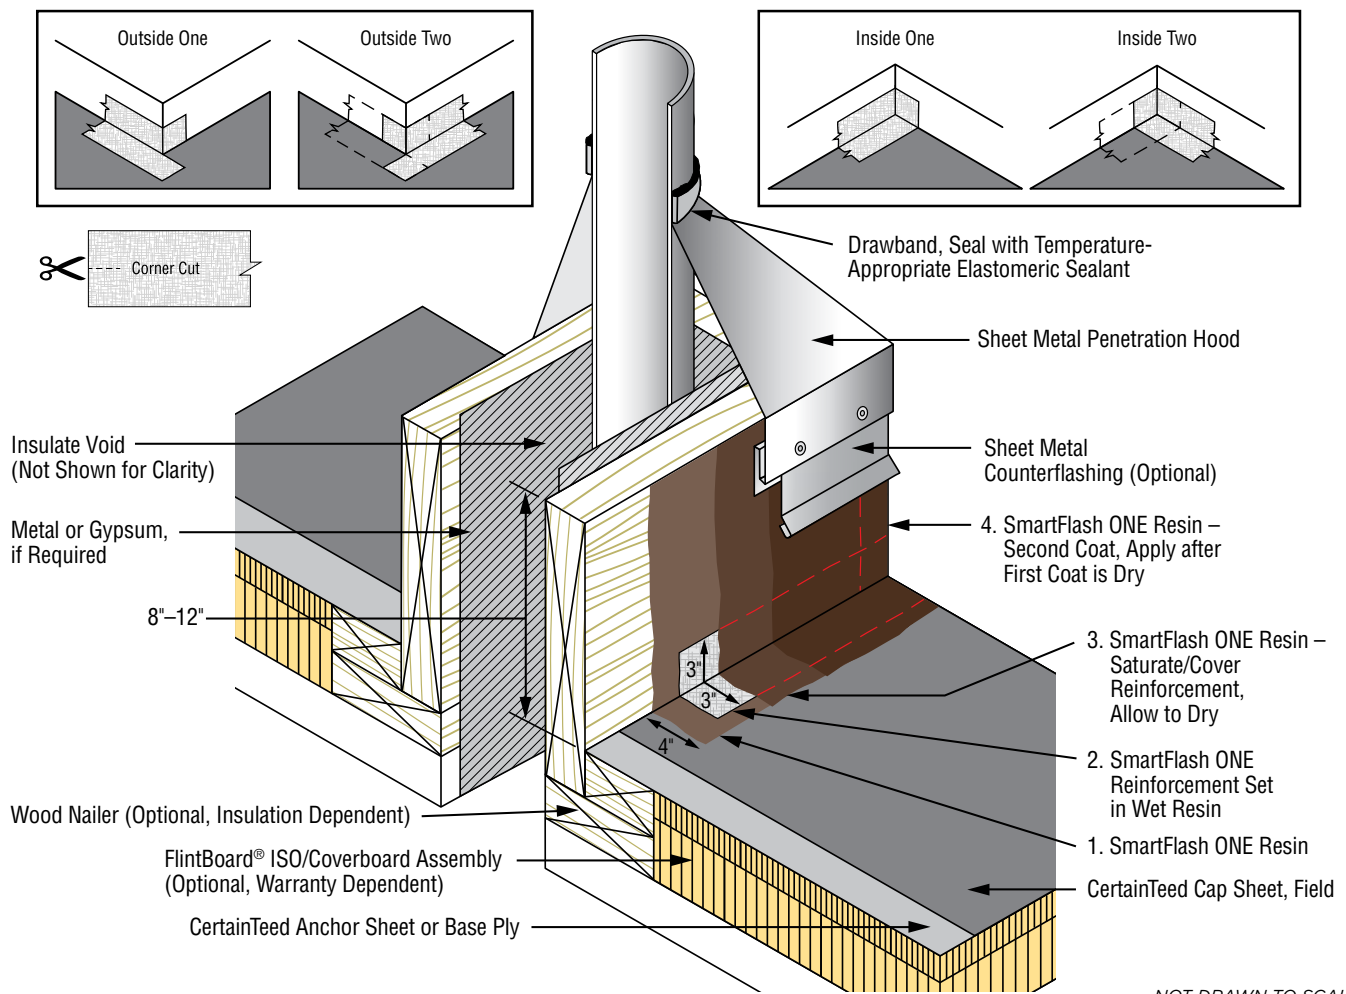 Outside One
Outside Two
Inside One
Inside Two
Corner Cut
Drawband, Seal with Temperature-
Appropriate Elastomeric Sealant
Sheet Metal Penetration Hood
Insulate Void
(Not Shown for Clarity)
Sheet Metal
Counterflashing (Optional)
Metal or Gypsum,
if Required
4. SmartFlash ONE Resin –
Second Coat, Apply after
First Coat is Dry
8"–12"
3. SmartFlash ONE Resin –
Saturate/Cover
Reinforcement,
Allow to Dry
3"
3"
4"
2. SmartFlash ONE
Reinforcement Set
in Wet Resin
Wood Nailer (Optional, Insulation Dependent)
1. SmartFlash ONE Resin
FlintBoard® ISO/Coverboard Assembly
(Optional, Warranty Dependent)
CertainTeed Cap Sheet, Field
CertainTeed Anchor Sheet or Base Ply
NOT DRAWN TO